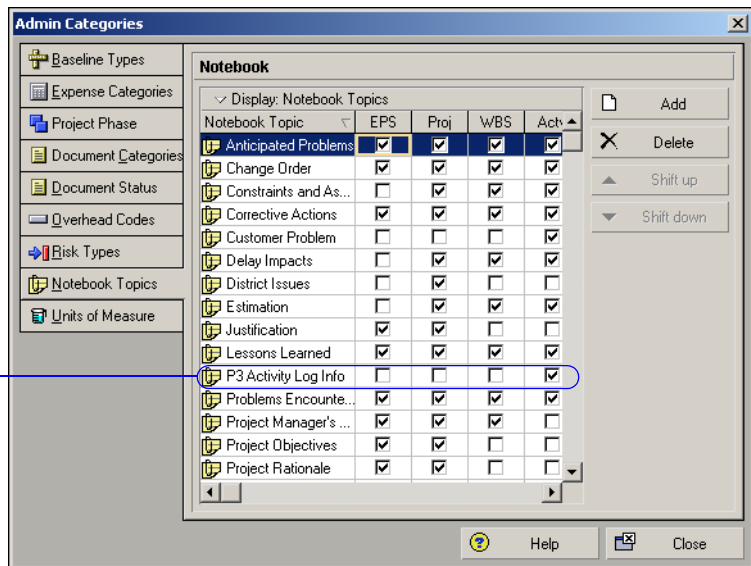 Admin Categories
Baseline Types
Expense Categories
Project Phase
Document Categories
Document Status
Overhead Codes
Risk Types
Notebook Topics
Units of Measure
Notebook
Display: Notebook Topics
Notebook Topic EPS Proj WBS Actv
Anticipated Problems
Change Order
Constraints and As...
Corrective Actions
Customer Problem
Delay Impacts
District Issues
Estimation
Justification
Lessons Learned
P3 Activity Log Info
Problems Encounte...
Project Manager's ...
Project Objectives
Project Rationale
Add
Delete
Shift up
Shift down
Help
Close